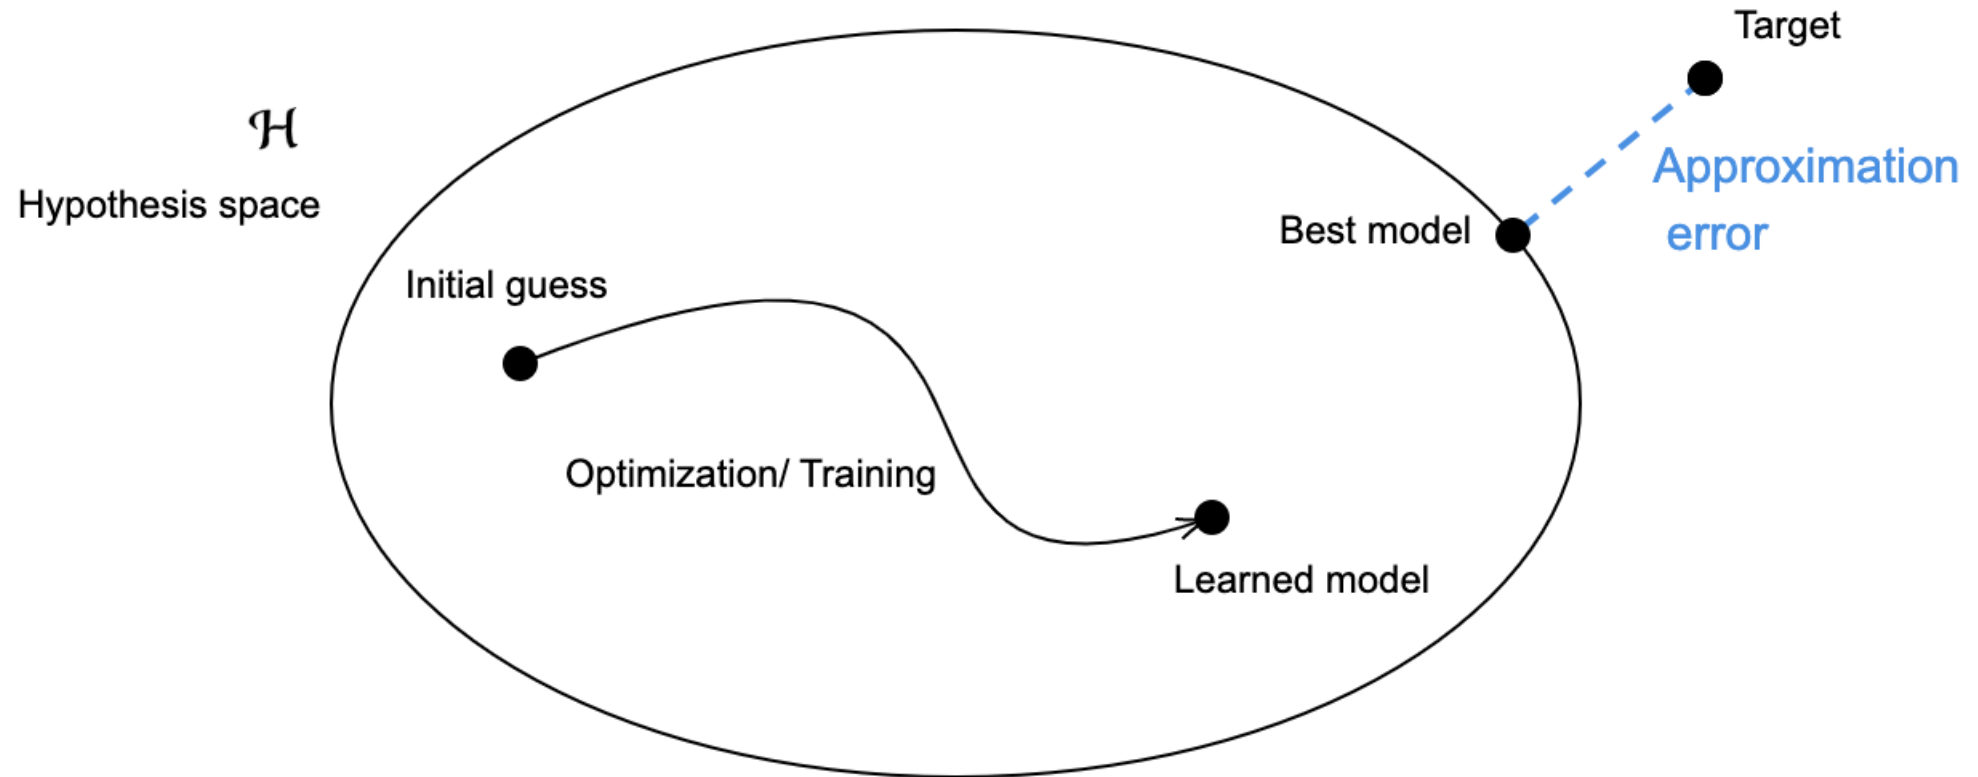 Target
ℋ
Approximation
Hypothesis space
Best model
error
Initial guess
Optimization/ Training
Learned model